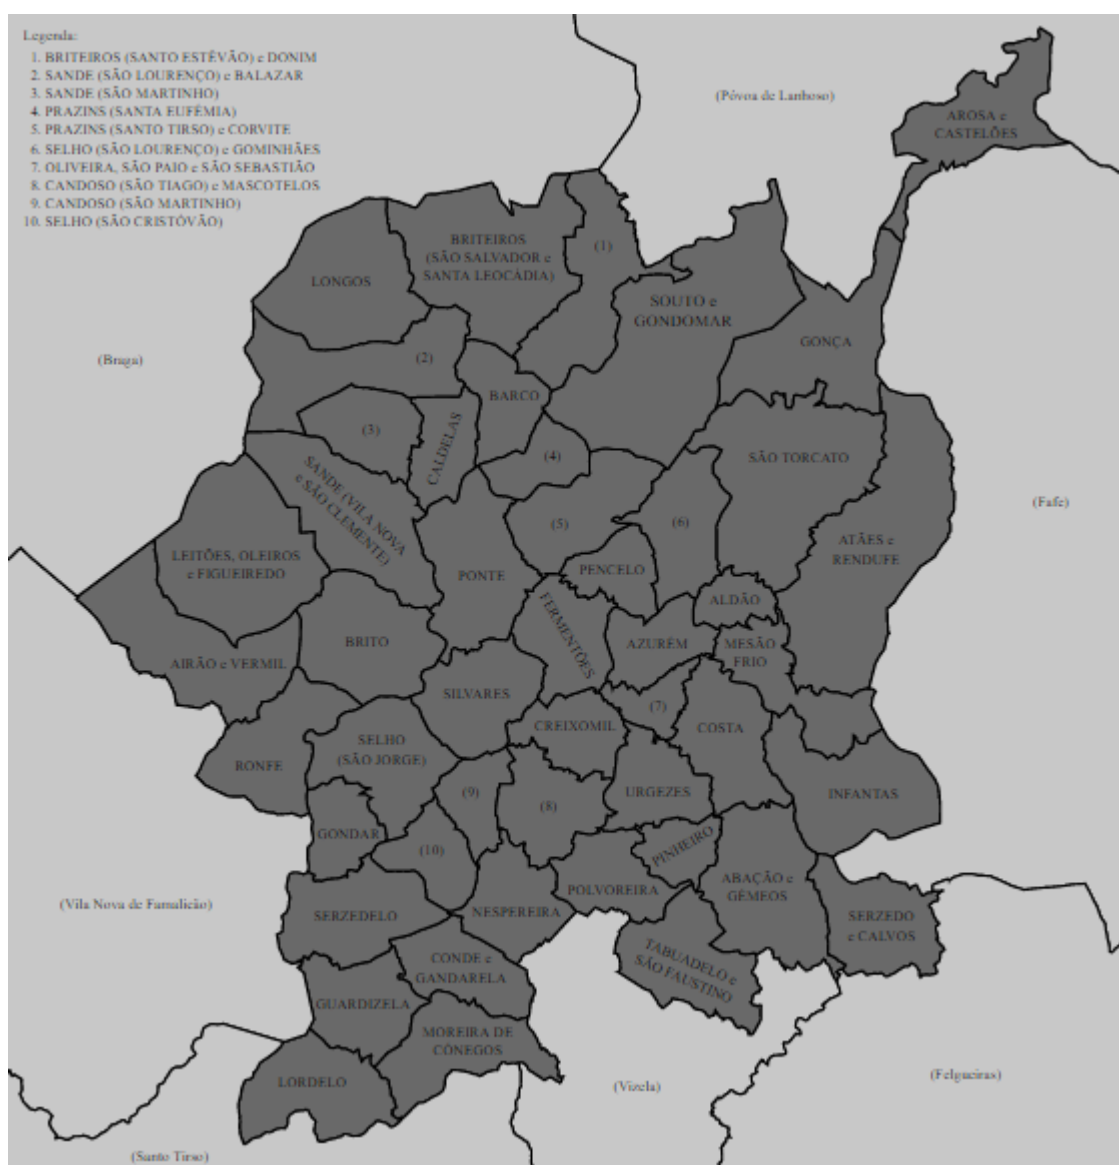 Legenda:
1. BRITEIROS (SANTO ESTÊVÃO) e DONIM
2. SANDE (SÃO LOURENÇO) e BALAZAR
3. SANDE (SÃO MARTINHO)
4. PRAZINS (SANTA EUFÉMIA)
5. PRAZINS (SANTO TIRSO) e CORVITE
6. SELHO (SÃO LOURENÇO) e GOMINHÃES
7. OLIVEIRA, SÃO PAIO e SÃO SEBASTIÃO
8. CANDOSO (SÃO TIAGO) e MASCOTELOS
9. CANDOSO (SÃO MARTINHO)
10. SELHO (SÃO CRISTÓVÃO)
(Póvoa de Lanhoso)
AROSA e
CASTELÕES
BRITEIROS
(SÃO SALVADOR e
SANTA LEOCÁDIA)
(1)
LONGOS
SOUTO e
GONDOMAR
GONÇA
(Braga)
(2)
BARCO
(3)
CALDELAS
(4)
SÃO TORCATO
SANDE (VILA NOVA
e SÃO CLEMENTE)
(Fafe)
(5)
(6)
ATÃES e
RENDUFE
LEITÕES, OLEIROS
e FIGUEIREDO
PONTE
PENCELO
ALDÃO
FERMENTÕES
BRITO
AZURÉM
MESÃO
FRIO
AIRÃO e VERMIL
SILVARES
(7)
CREIXOMIL
COSTA
SELHO
(SÃO JORGE)
RONFE
(9)
(8)
URGEZES
INFANTAS
GONDAR
(10)
PINHEIRO
ABAÇÃO e
GÉMEOS
POLVOREIRA
(Vila Nova de Famalicão)
SERZEDELO
NESPEREIRA
SERZEDO
e CALVOS
CONDE e
GANDARELA
TABUADELO e
SÃO FAUSTINO
GUARDIZELA
MOREIRA DE
CÓNEGOS
LORDELO
(Vizela)
(Felgueiras)
(Santo Tirso)